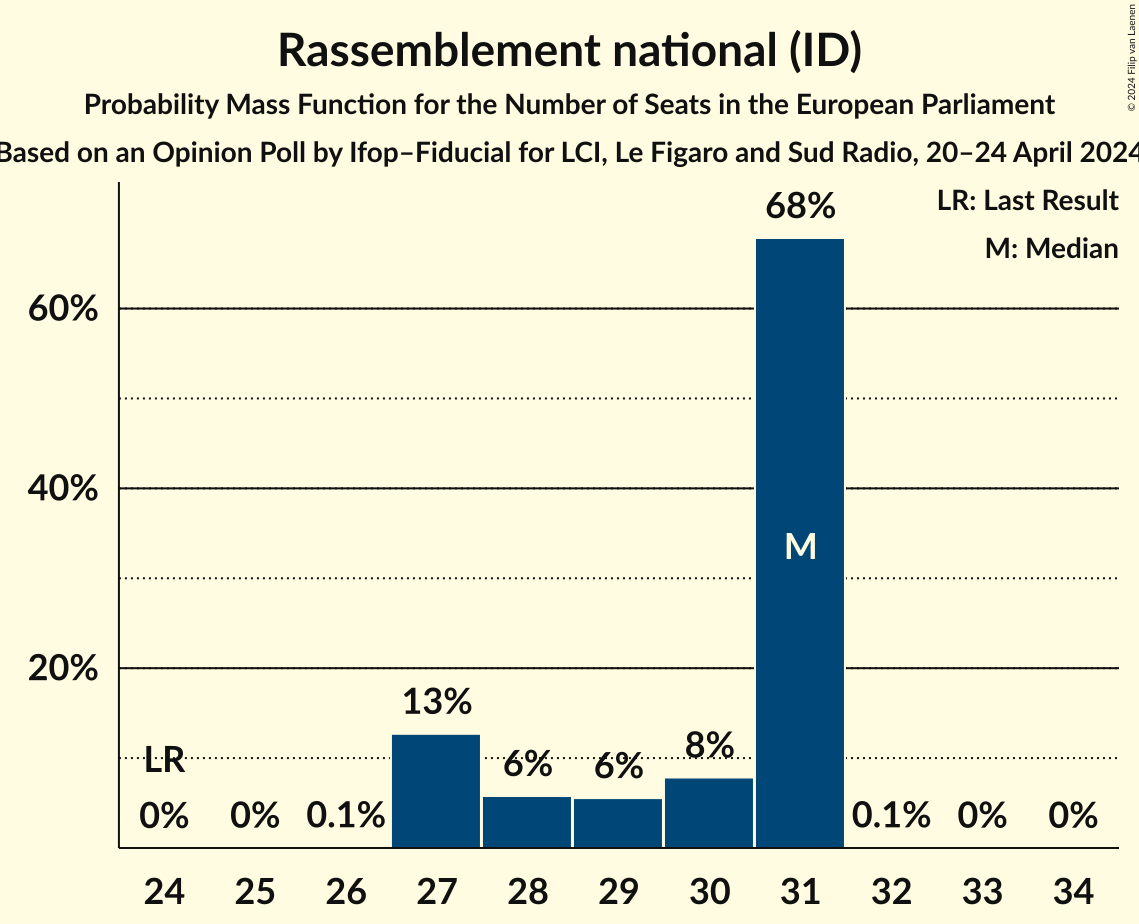 Rassemblement national (ID)
Probability Mass Function for the Number of Seats in the European Parliament
Based on an Opinion Poll by Ifop–Fiducial for LCI, Le Figaro and Sud Radio, 20–24 April 2024
© 2024 Filip van Laenen
LR: Last Result
M: Median
68%
60%
40%
M
20%
13%
8%
6%
6%
LR
0%
0%
0.1%
0.1%
0%
0%
24 25 26 27 28 29 30 31 32 33 34